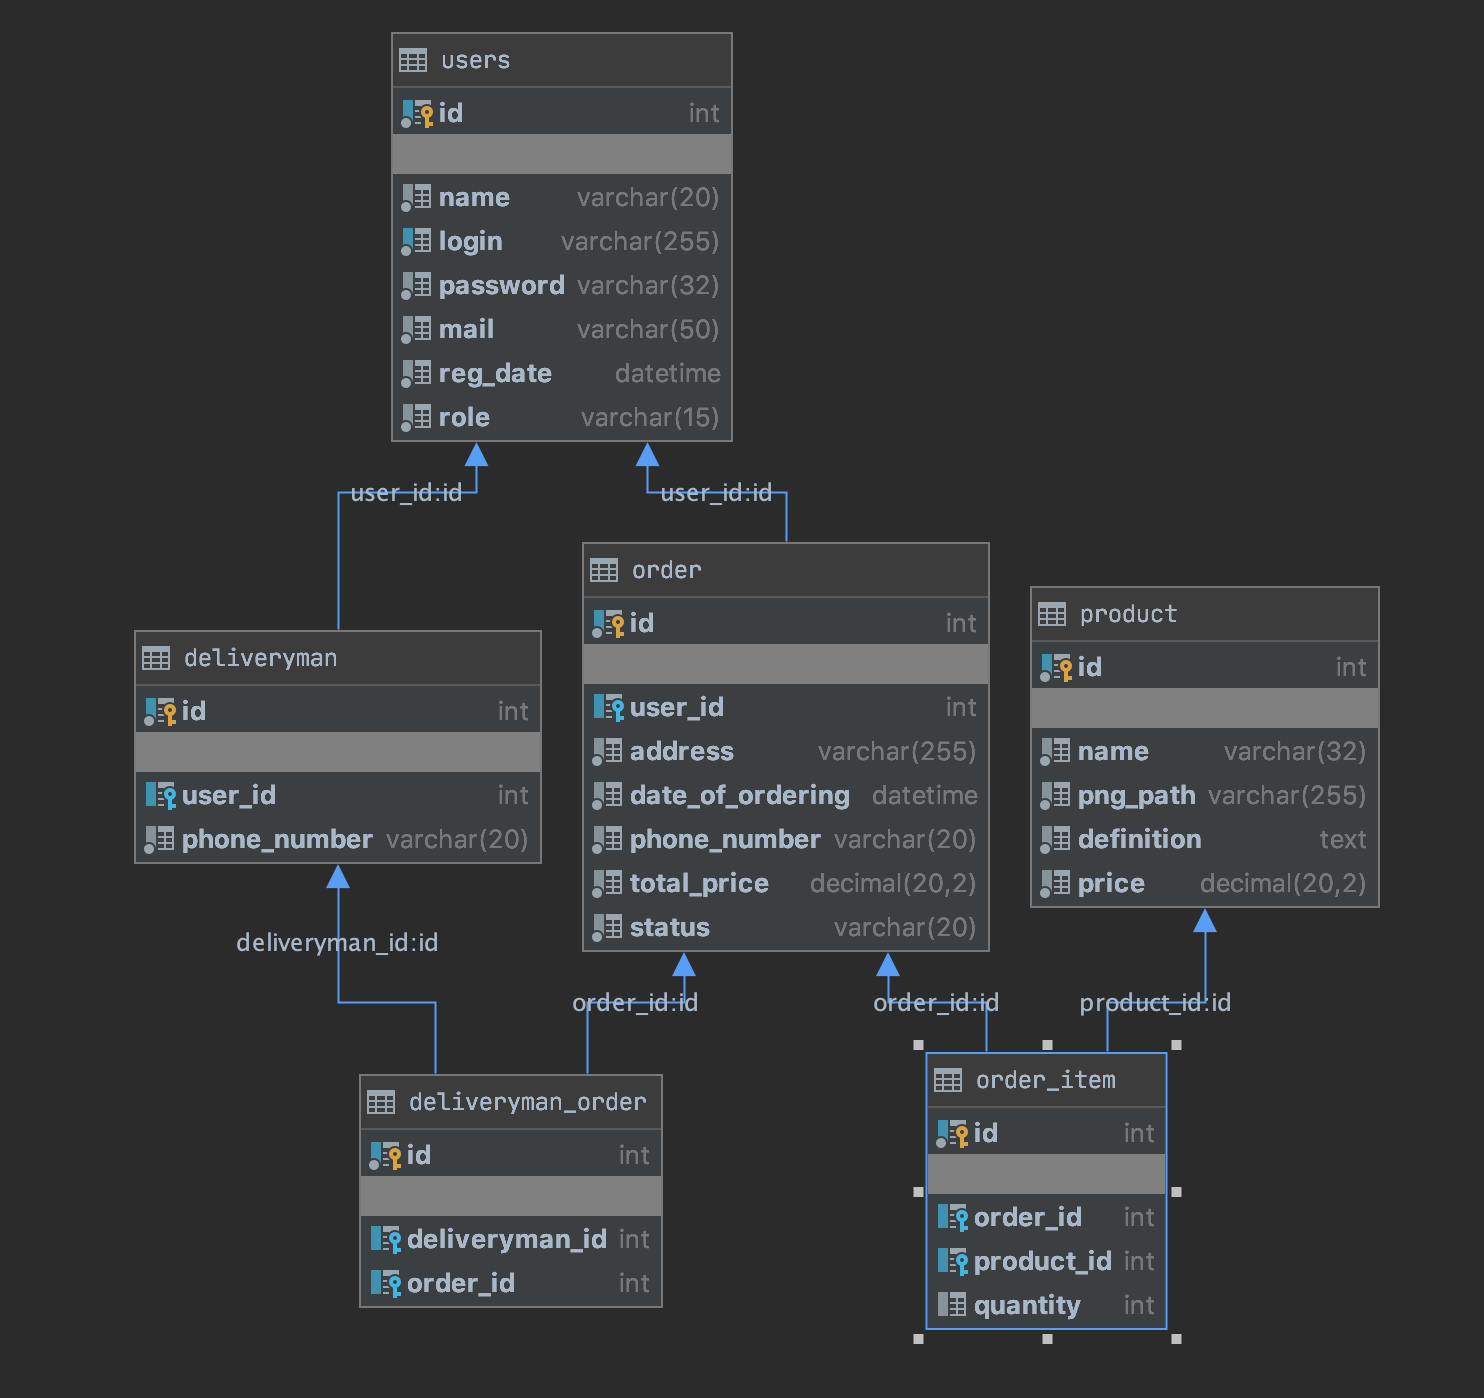 users
id int
name varchar(20)
login varchar(255)
password varchar(32)
mail varchar(50)
reg_date datetime
role varchar(15)
user_id:id
user_id:id
order
id int
user_id int
address varchar(255)
date_of_ordering datetime
phone_number varchar(20)
total_price decimal(20,2)
status varchar(20)
product
id int
name varchar(32)
png_path varchar(255)
definition text
price decimal(20,2)
deliveryman
id int
user_id int
phone_number varchar(20)
deliveryman_id:id
order_id:id
order_id:id
product_id:id
deliveryman_order
id int
deliveryman_id int
order_id int
order_item
id int
order_id int
product_id int
quantity int